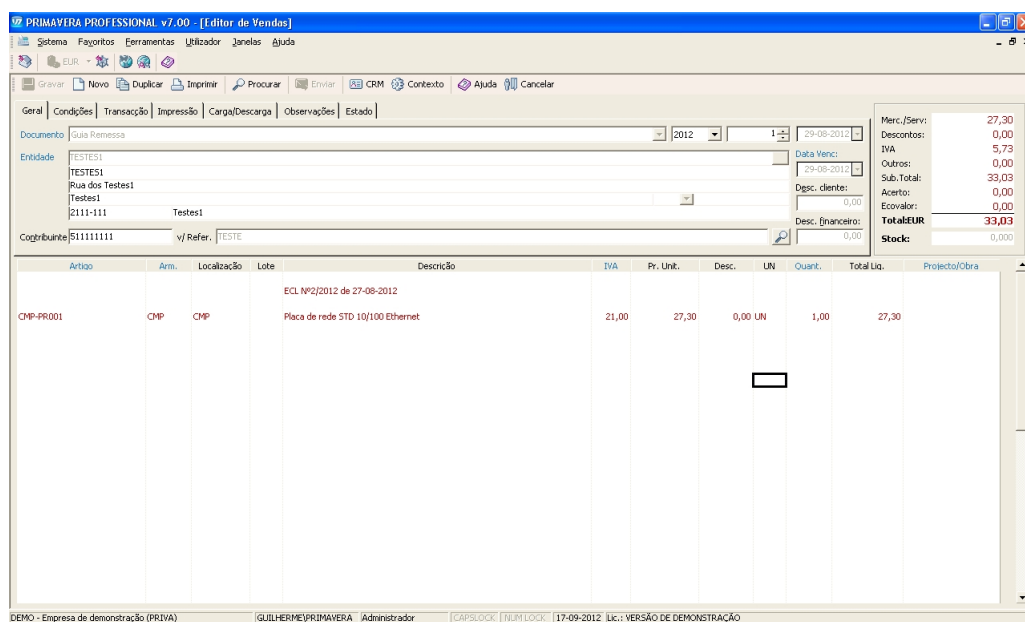 PRIMAVERA PROFESSIONAL v7.00 - [Editor de Vendas]
Sistema Favoritos Ferramentas Utilizador Janelas Ajuda
EUR
Gravar Novo Duplicar Imprimir Procurar Enviar CRM Contexto Ajuda Cancelar
Geral Condições Transacção Impressão Carga/Descarga Observações Estado
Documento Guia Remessa 2012 1 29-08-2012
Entidade TESTES1
TESTES1
Rua dos Testes1
Testes1
2111-111 Testes1
Contribuinte 511111111 v/ Refer. TESTE
Data Venc:
29-08-2012
Desc. cliente:
0,00
Desc. financeiro:
0,00
Merc./Serv: 27,30
Descontos: 0,00
IVA 5,73
Outros: 0,00
Sub.Total: 33,03
Acerto: 0,00
Ecovalor: 0,00
Total:EUR 33,03
Stock: 0,000
Artigo Arm. Localização Lote Descrição IVA Pr. Unit. Desc. UN Quant. Total Liq. Projecto/Obra
ECL Nº2/2012 de 27-08-2012
CMP-PR001 CMP CMP Placa de rede STD 10/100 Ethernet 21,00 27,30 0,00 UN 1,00 27,30
DEMO - Empresa de demonstração (PRIVA) GUILHERME\PRIMAVERA Administrador CAPSLOCK NUM LOCK 17-09-2012 Lic.: VERSÃO DE DEMONSTRAÇÃO